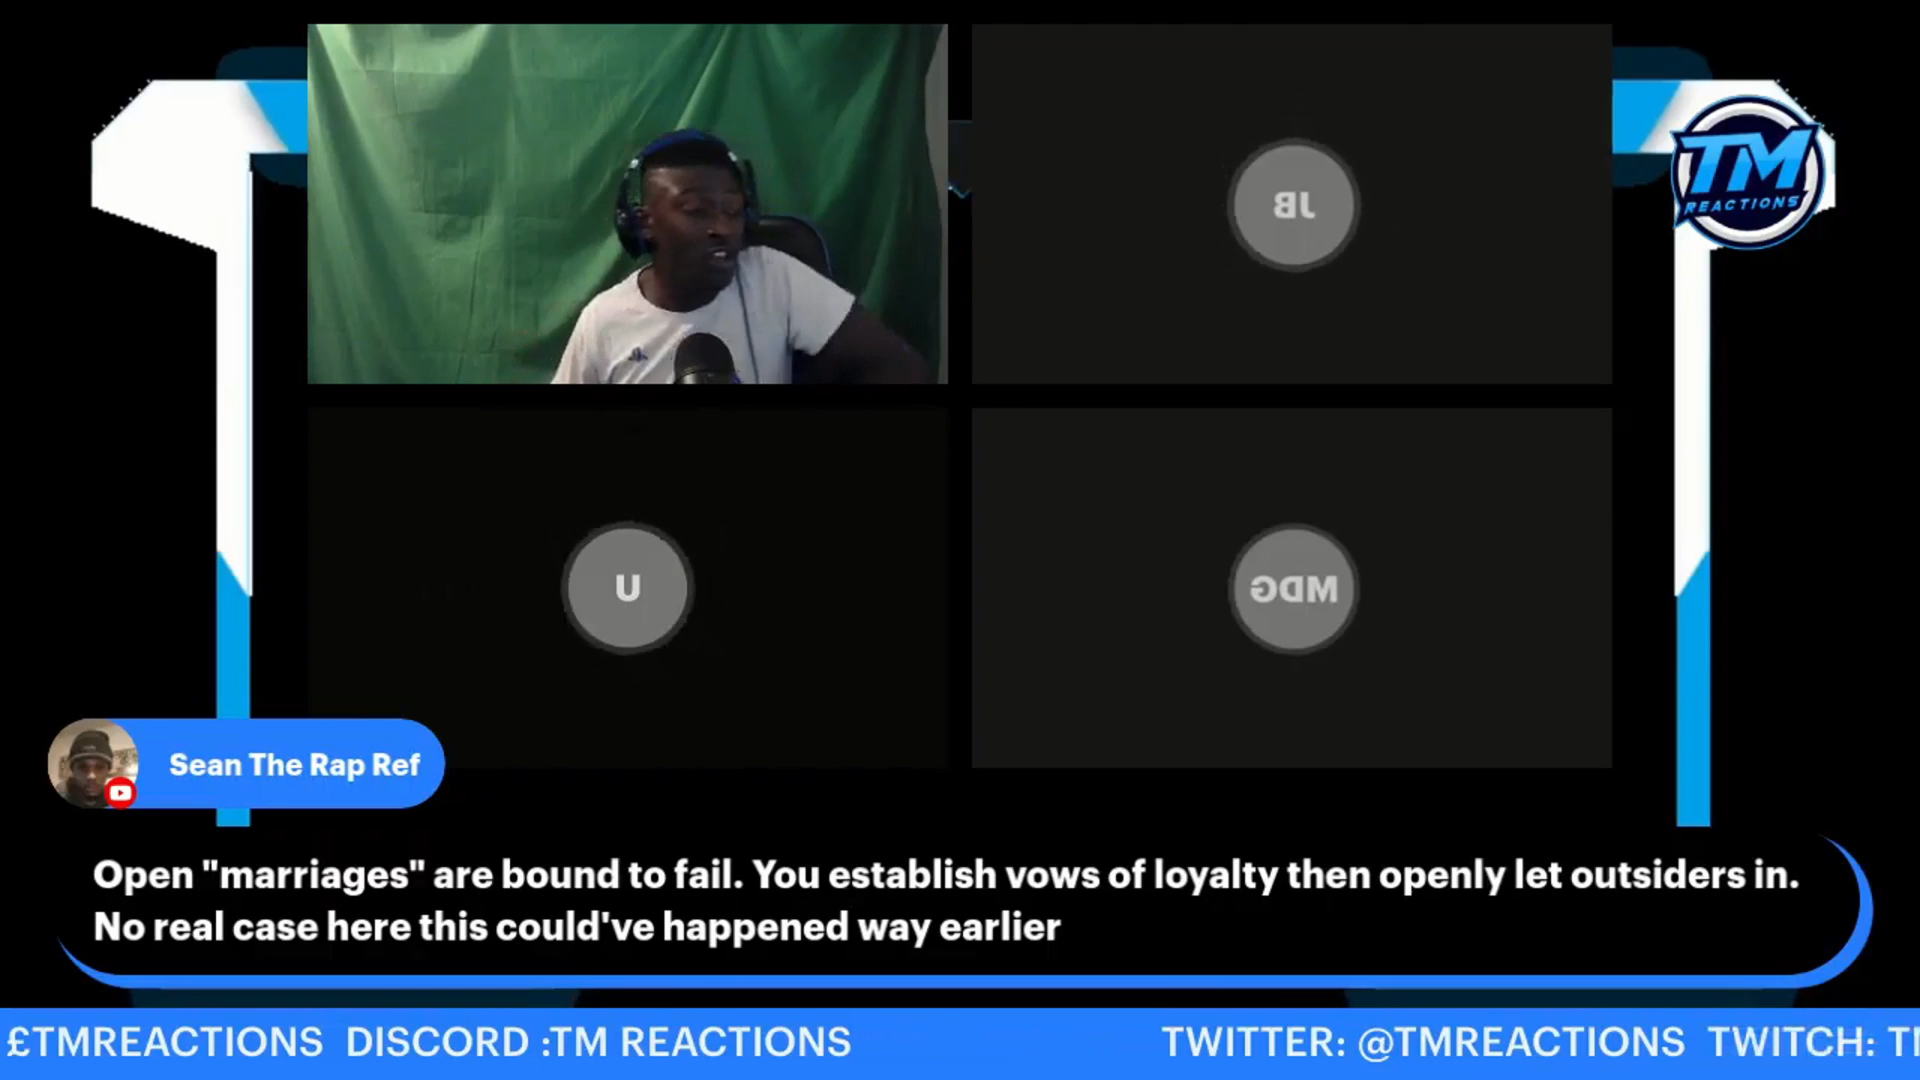 JB
TM
REACTIONS
U
MDG
Sean The Rap Ref
Open "marriages" are bound to fail. You establish vows of loyalty then openly let outsiders in.
No real case here this could've happened way earlier
£TMREACTIONS DISCORD :TM REACTIONS TWITTER: @TMREACTIONS TWITCH: